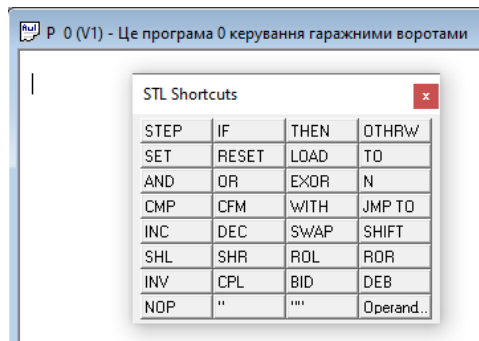 P 0 (V1) - Це програма 0 керування гаражними воротами
STL Shortcuts x
STEP IF THEN OTHRW
SET RESET LOAD TO
AND OR EXOR N
CMP CFM WITH JMP TO
INC DEC SWAP SHIFT
SHL SHR ROL ROR
INV CPL BID DEB
NOP " "" Operand..